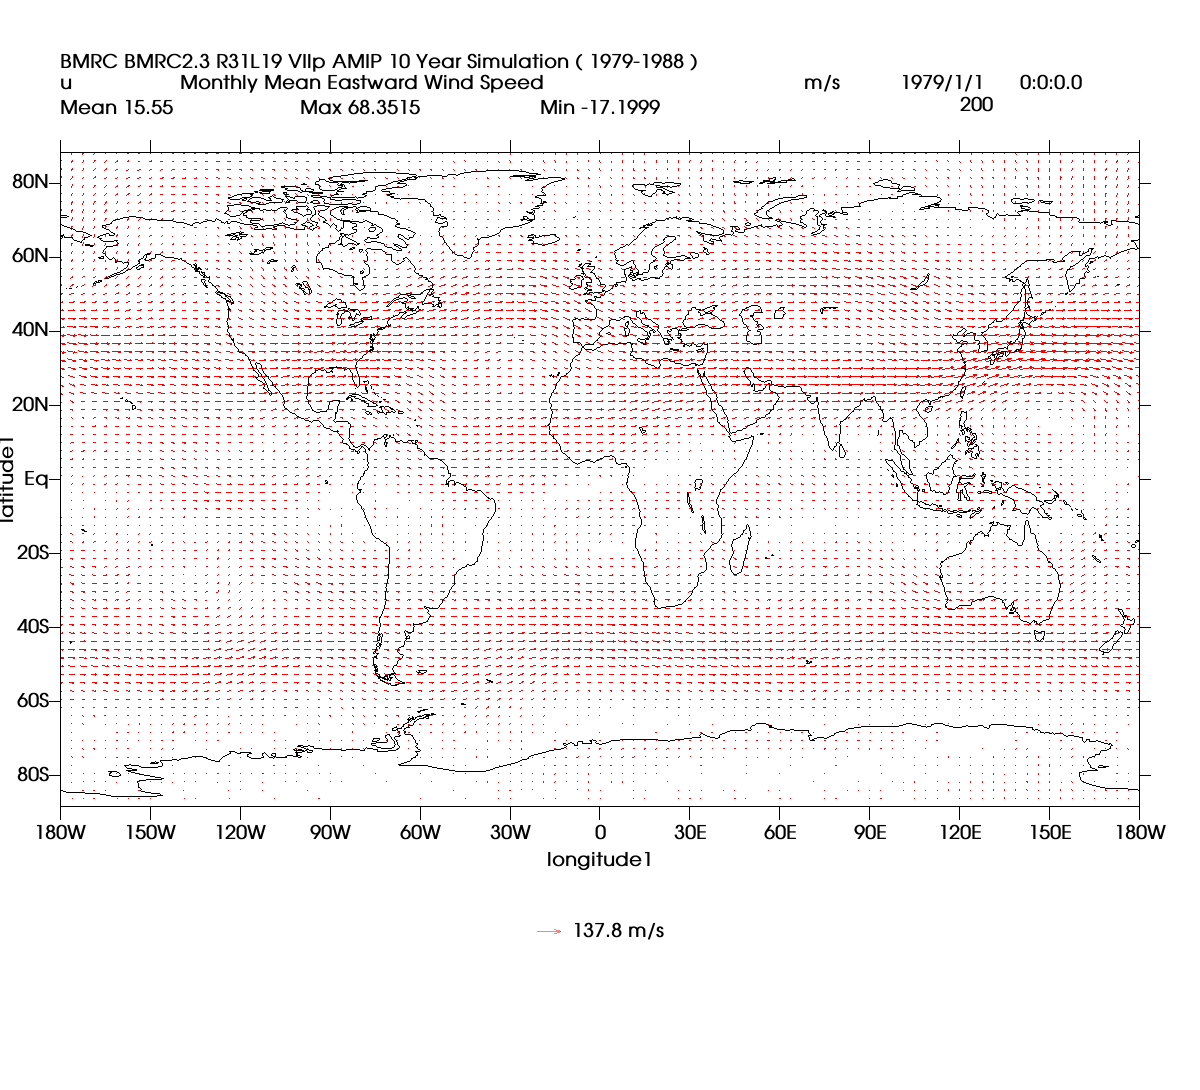 BMRC BMRC2.3 R31L19 VIIp AMIP 10 Year Simulation ( 1979-1988 )
u Monthly Mean Eastward Wind Speed m/s 1979/1/1 0:0:0.0
Mean 15.55 Max 68.3515 Min -17.1999 200
80N
60N
40N
20N
Eq
20S
40S
60S
80S
latitude1
180W 150W 120W 90W 60W 30W 0 30E 60E 90E 120E 150E 180W
longitude1
137.8 m/s